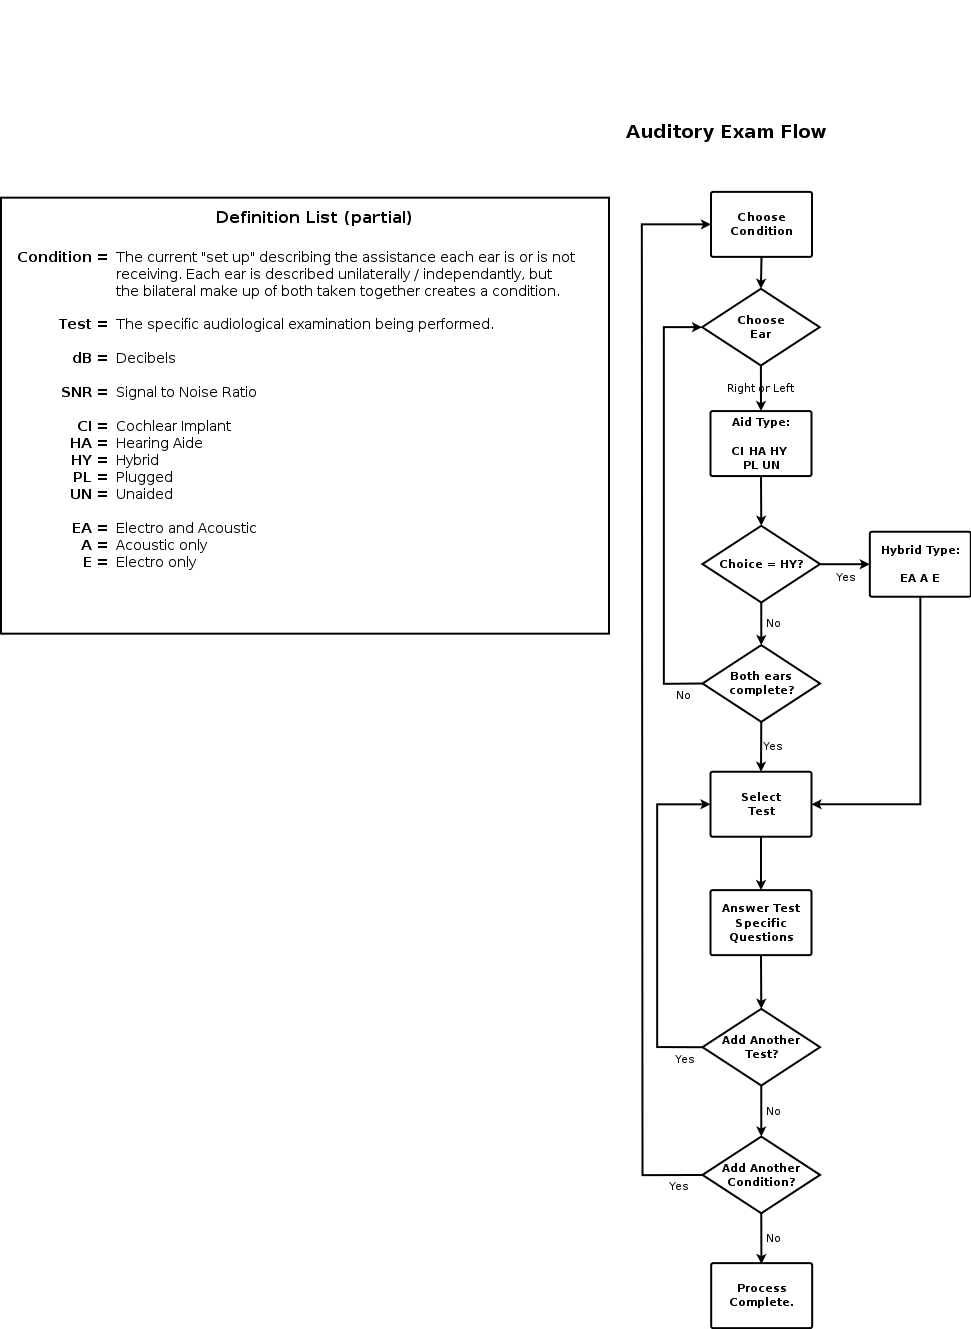 Auditory Exam Flow
Definition List (partial)
Condition = The current "set up" describing the assistance each ear is or is not
receiving. Each ear is described unilaterally / independantly, but
the bilateral make up of both taken together creates a condition.
Test = The specific audiological examination being performed.
dB = Decibels
SNR = Signal to Noise Ratio
CI = Cochlear Implant
HA = Hearing Aide
HY = Hybrid
PL = Plugged
UN = Unaided
EA = Electro and Acoustic
A = Acoustic only
E = Electro only
Choose
Condition
Choose
Ear
Right or Left
Aid Type:
CI HA HY
PL UN
Choice = HY?
Yes
Hybrid Type:
EA A E
No
Both ears
complete?
No
Yes
Select
Test
Answer Test
Specific
Questions
Add Another
Test?
Yes
No
Add Another
Condition?
Yes
No
Process
Complete.